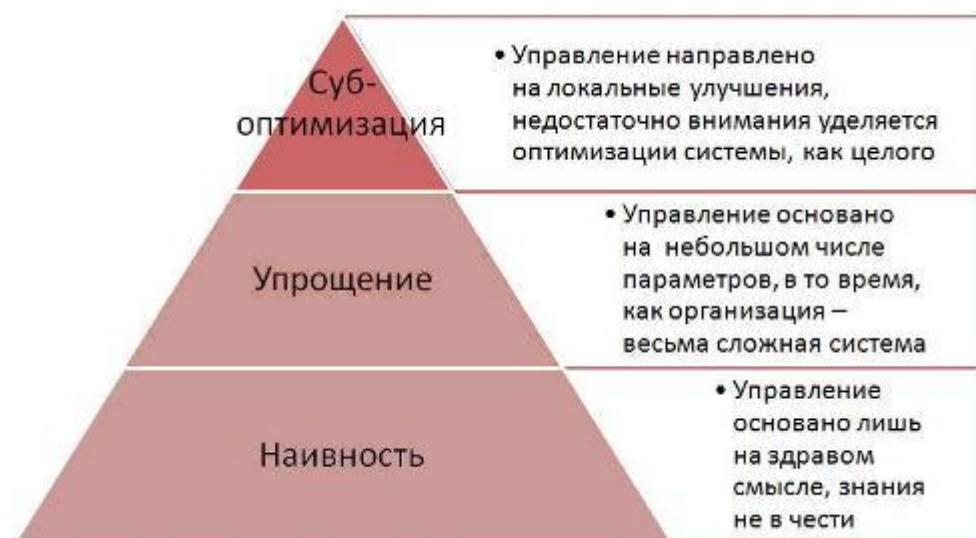 Суб-
оптимизация
• Управление направлено
на локальные улучшения,
недостаточно внимания уделяется
оптимизации системы, как целого
Упрощение
• Управление основано
на небольшом числе
параметров, в то время,
как организация –
весьма сложная система
Наивность
• Управление
основано лишь
на здравом
смысле, знания
не в чести